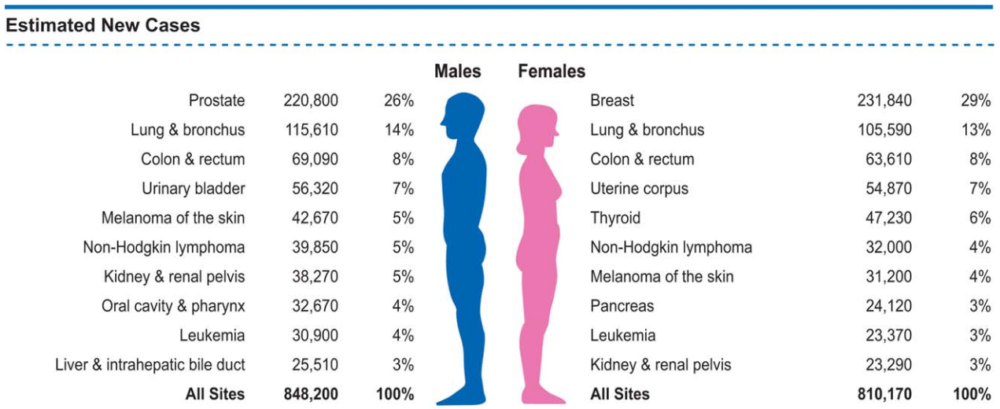 Estimated New Cases
Males Females
Prostate 220,800 26% Breast 231,840 29%
Lung & bronchus 115,610 14% Lung & bronchus 105,590 13%
Colon & rectum 69,090 8% Colon & rectum 63,610 8%
Urinary bladder 56,320 7% Uterine corpus 54,870 7%
Melanoma of the skin 42,670 5% Thyroid 47,230 6%
Non-Hodgkin lymphoma 39,850 5% Non-Hodgkin lymphoma 32,000 4%
Kidney & renal pelvis 38,270 5% Melanoma of the skin 31,200 4%
Oral cavity & pharynx 32,670 4% Pancreas 24,120 3%
Leukemia 30,900 4% Leukemia 23,370 3%
Liver & intrahepatic bile duct 25,510 3% Kidney & renal pelvis 23,290 3%
All Sites 848,200 100% All Sites 810,170 100%